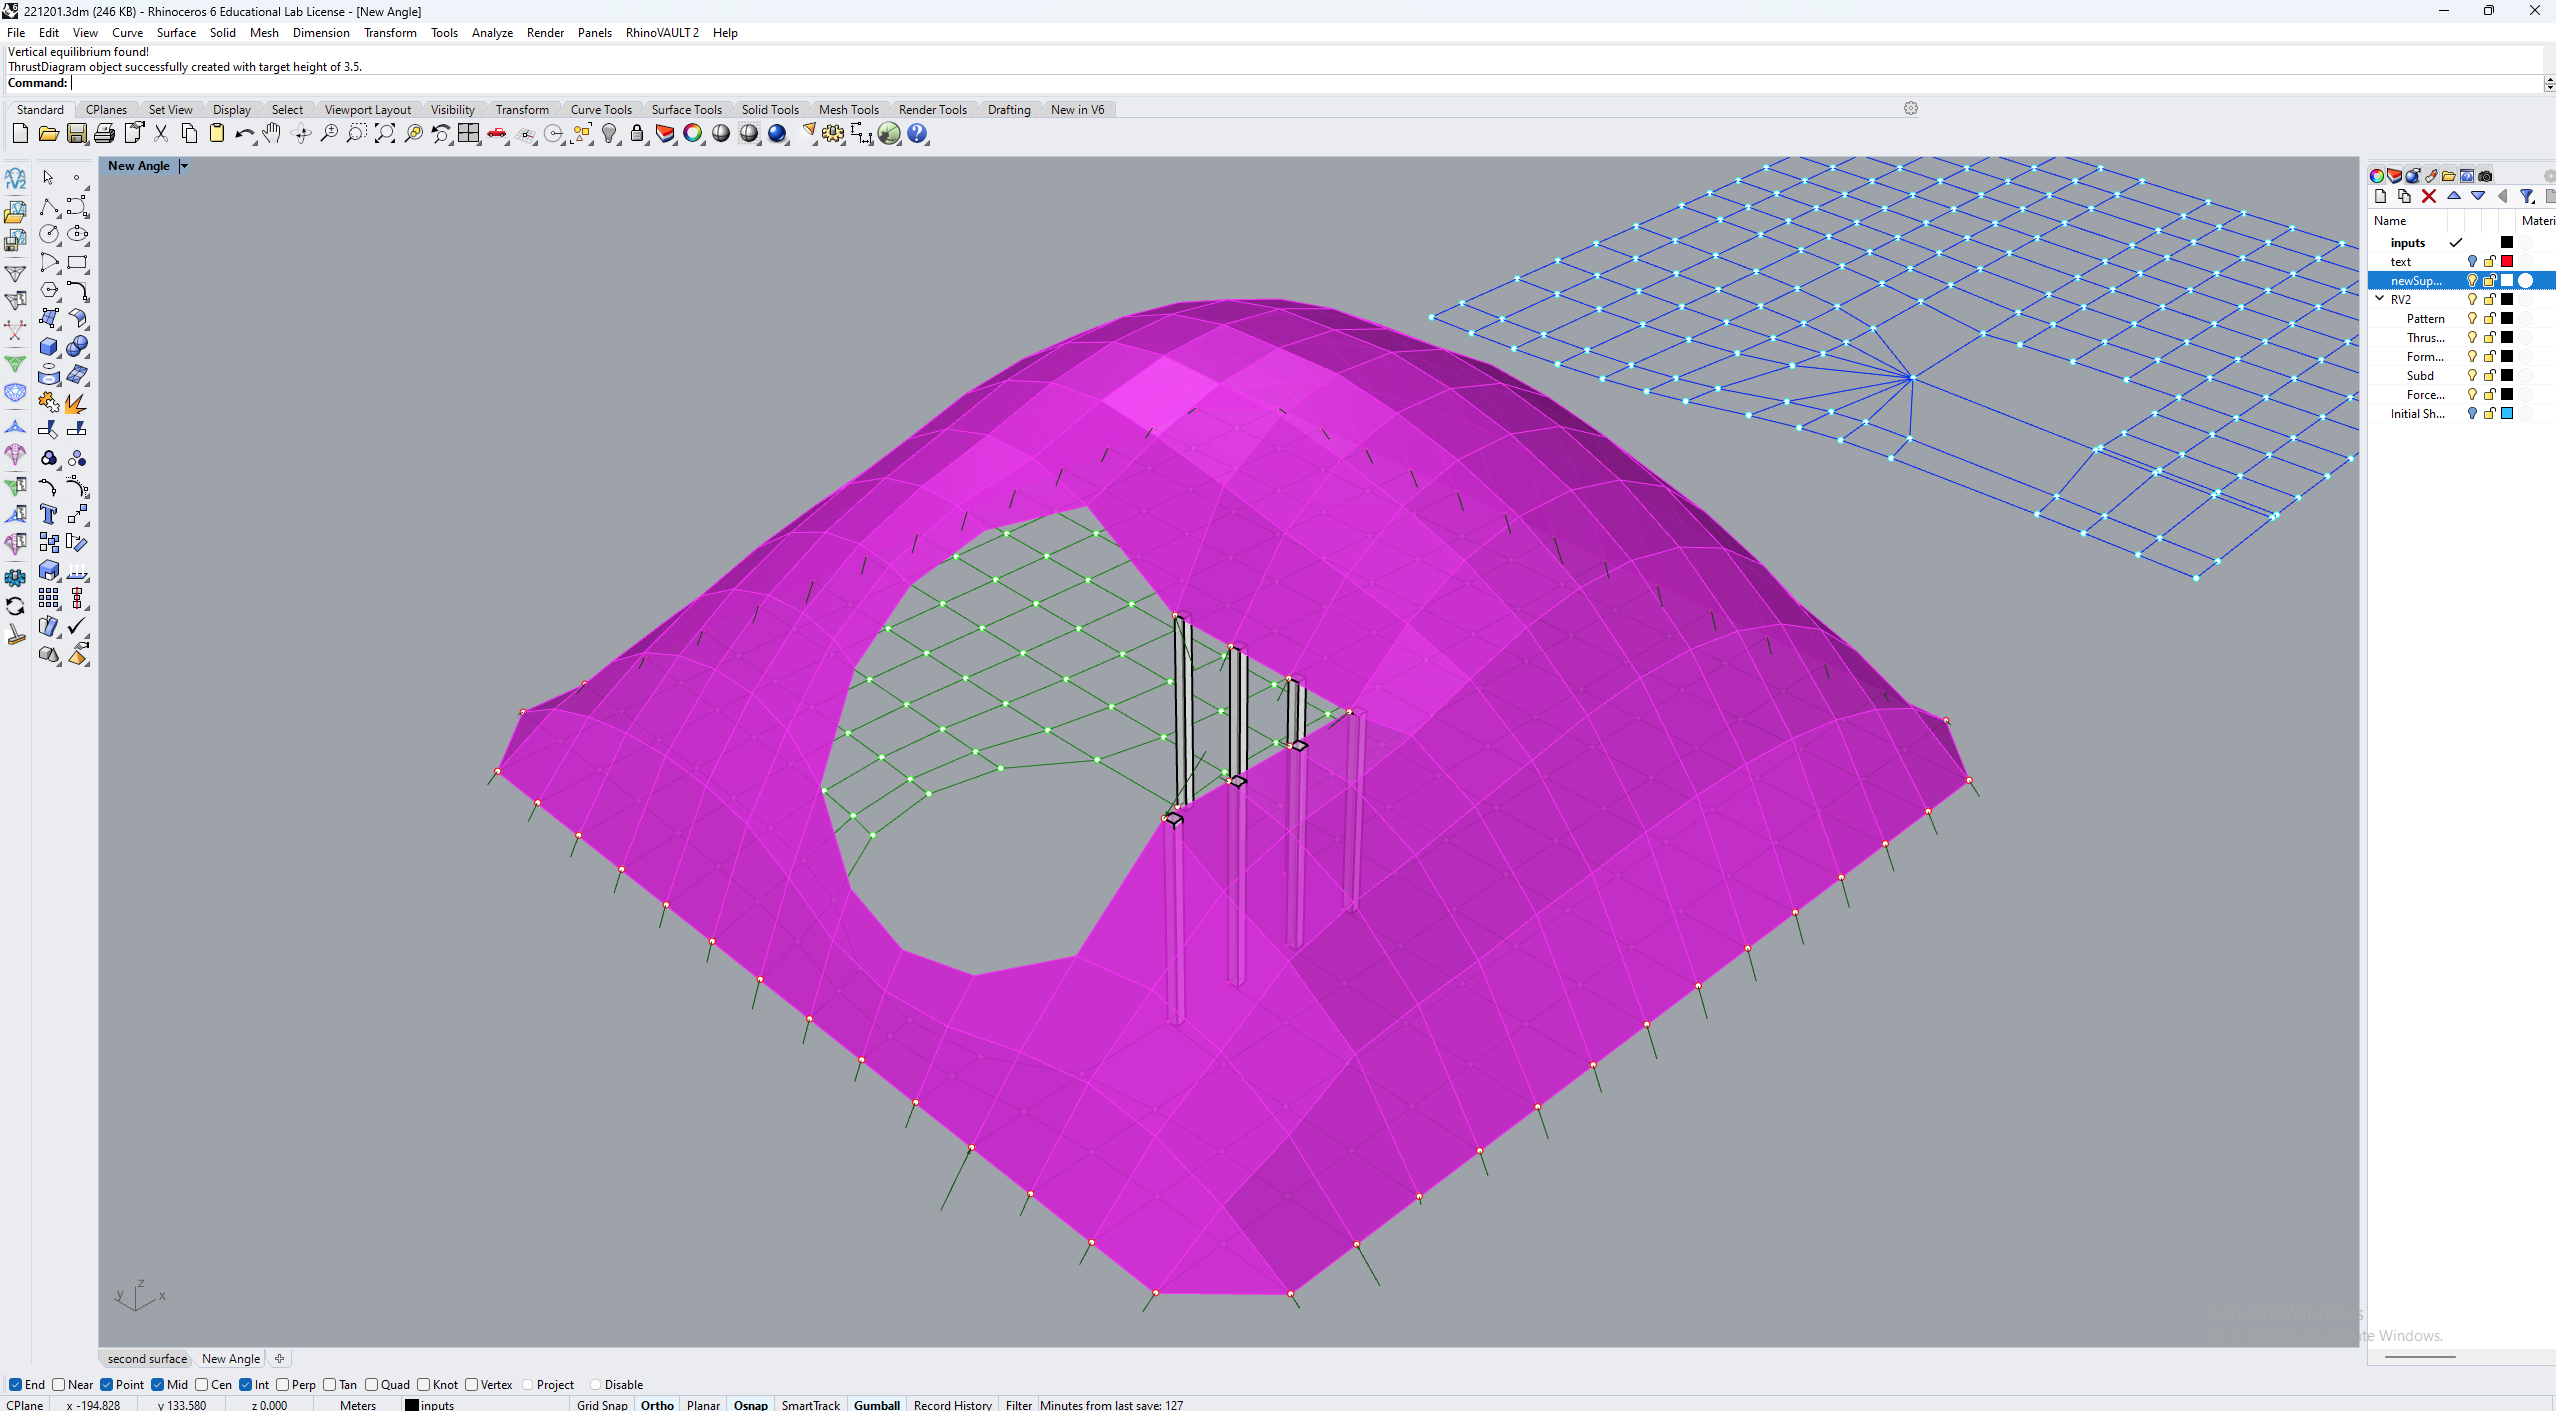 221201.3dm (246 KB) - Rhinoceros 6 Educational Lab License - [New Angle]
File Edit View Curve Surface Solid Mesh Dimension Transform Tools Analyze Render Panels RhinoVAULT 2 Help
Vertical equilibrium found!
ThrustDiagram object successfully created with target height of 3.5.
Command:
Standard CPlanes Set View Display Select Viewport Layout Visibility Transform Curve Tools Surface Tools Solid Tools Mesh Tools Render Tools Drafting New in V6
New Angle
Name Materi
inputs
text
newSup...
RV2
Pattern
Thrus...
Form...
Subd
Force...
Initial Sh...
z
y x
Activate Windows
te Windows.
second surface New Angle
End Near Point Mid Cen Int Perp Tan Quad Knot Vertex Project Disable
CPlane x -194.828 y 133.580 z 0.000 Meters inputs Grid Snap Ortho Planar Osnap SmartTrack Gumball Record History Filter Minutes from last save: 127